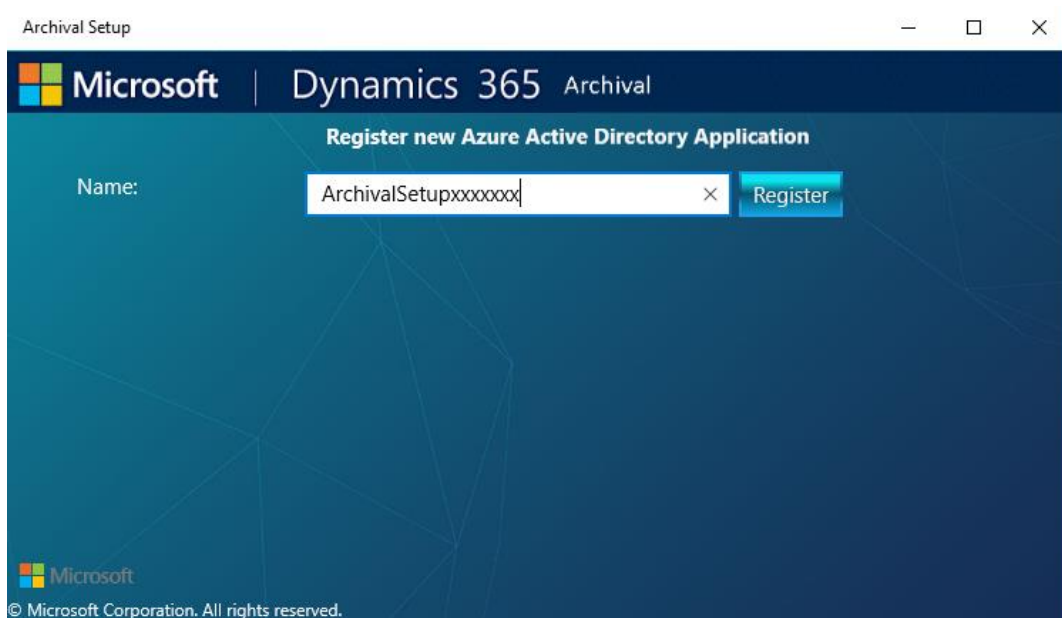 Archival Setup
Microsoft | Dynamics 365 Archival
Register new Azure Active Directory Application
Name: ArchivalSetupxxxxxxx Register
Microsoft
© Microsoft Corporation. All rights reserved.